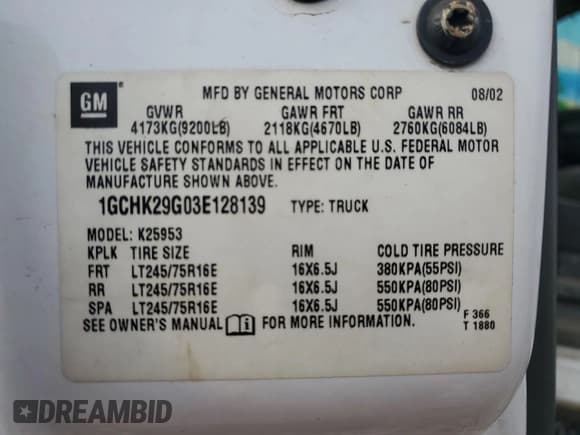 GM
MFD BY GENERAL MOTORS CORP 08/02
GVWR GAWR FRT GAWR RR
4173KG(9200LB) 2118KG(4670LB) 2760KG(6084LB)
THIS VEHICLE CONFORMS TO ALL APPLICABLE U.S. FEDERAL MOTOR
VEHICLE SAFETY STANDARDS IN EFFECT ON THE DATE OF
MANUFACTURE SHOWN ABOVE.
1GCHK29G03E128139 TYPE: TRUCK
MODEL: K25953
KPLK TIRE SIZE RIM COLD TIRE PRESSURE
FRT LT245/75R16E 16X6.5J 380KPA(55PSI)
RR LT245/75R16E 16X6.5J 550KPA(80PSI)
SPA LT245/75R16E 16X6.5J 550KPA(80PSI)
SEE OWNER'S MANUAL FOR MORE INFORMATION.
F 366
T 1880
DREAMBID